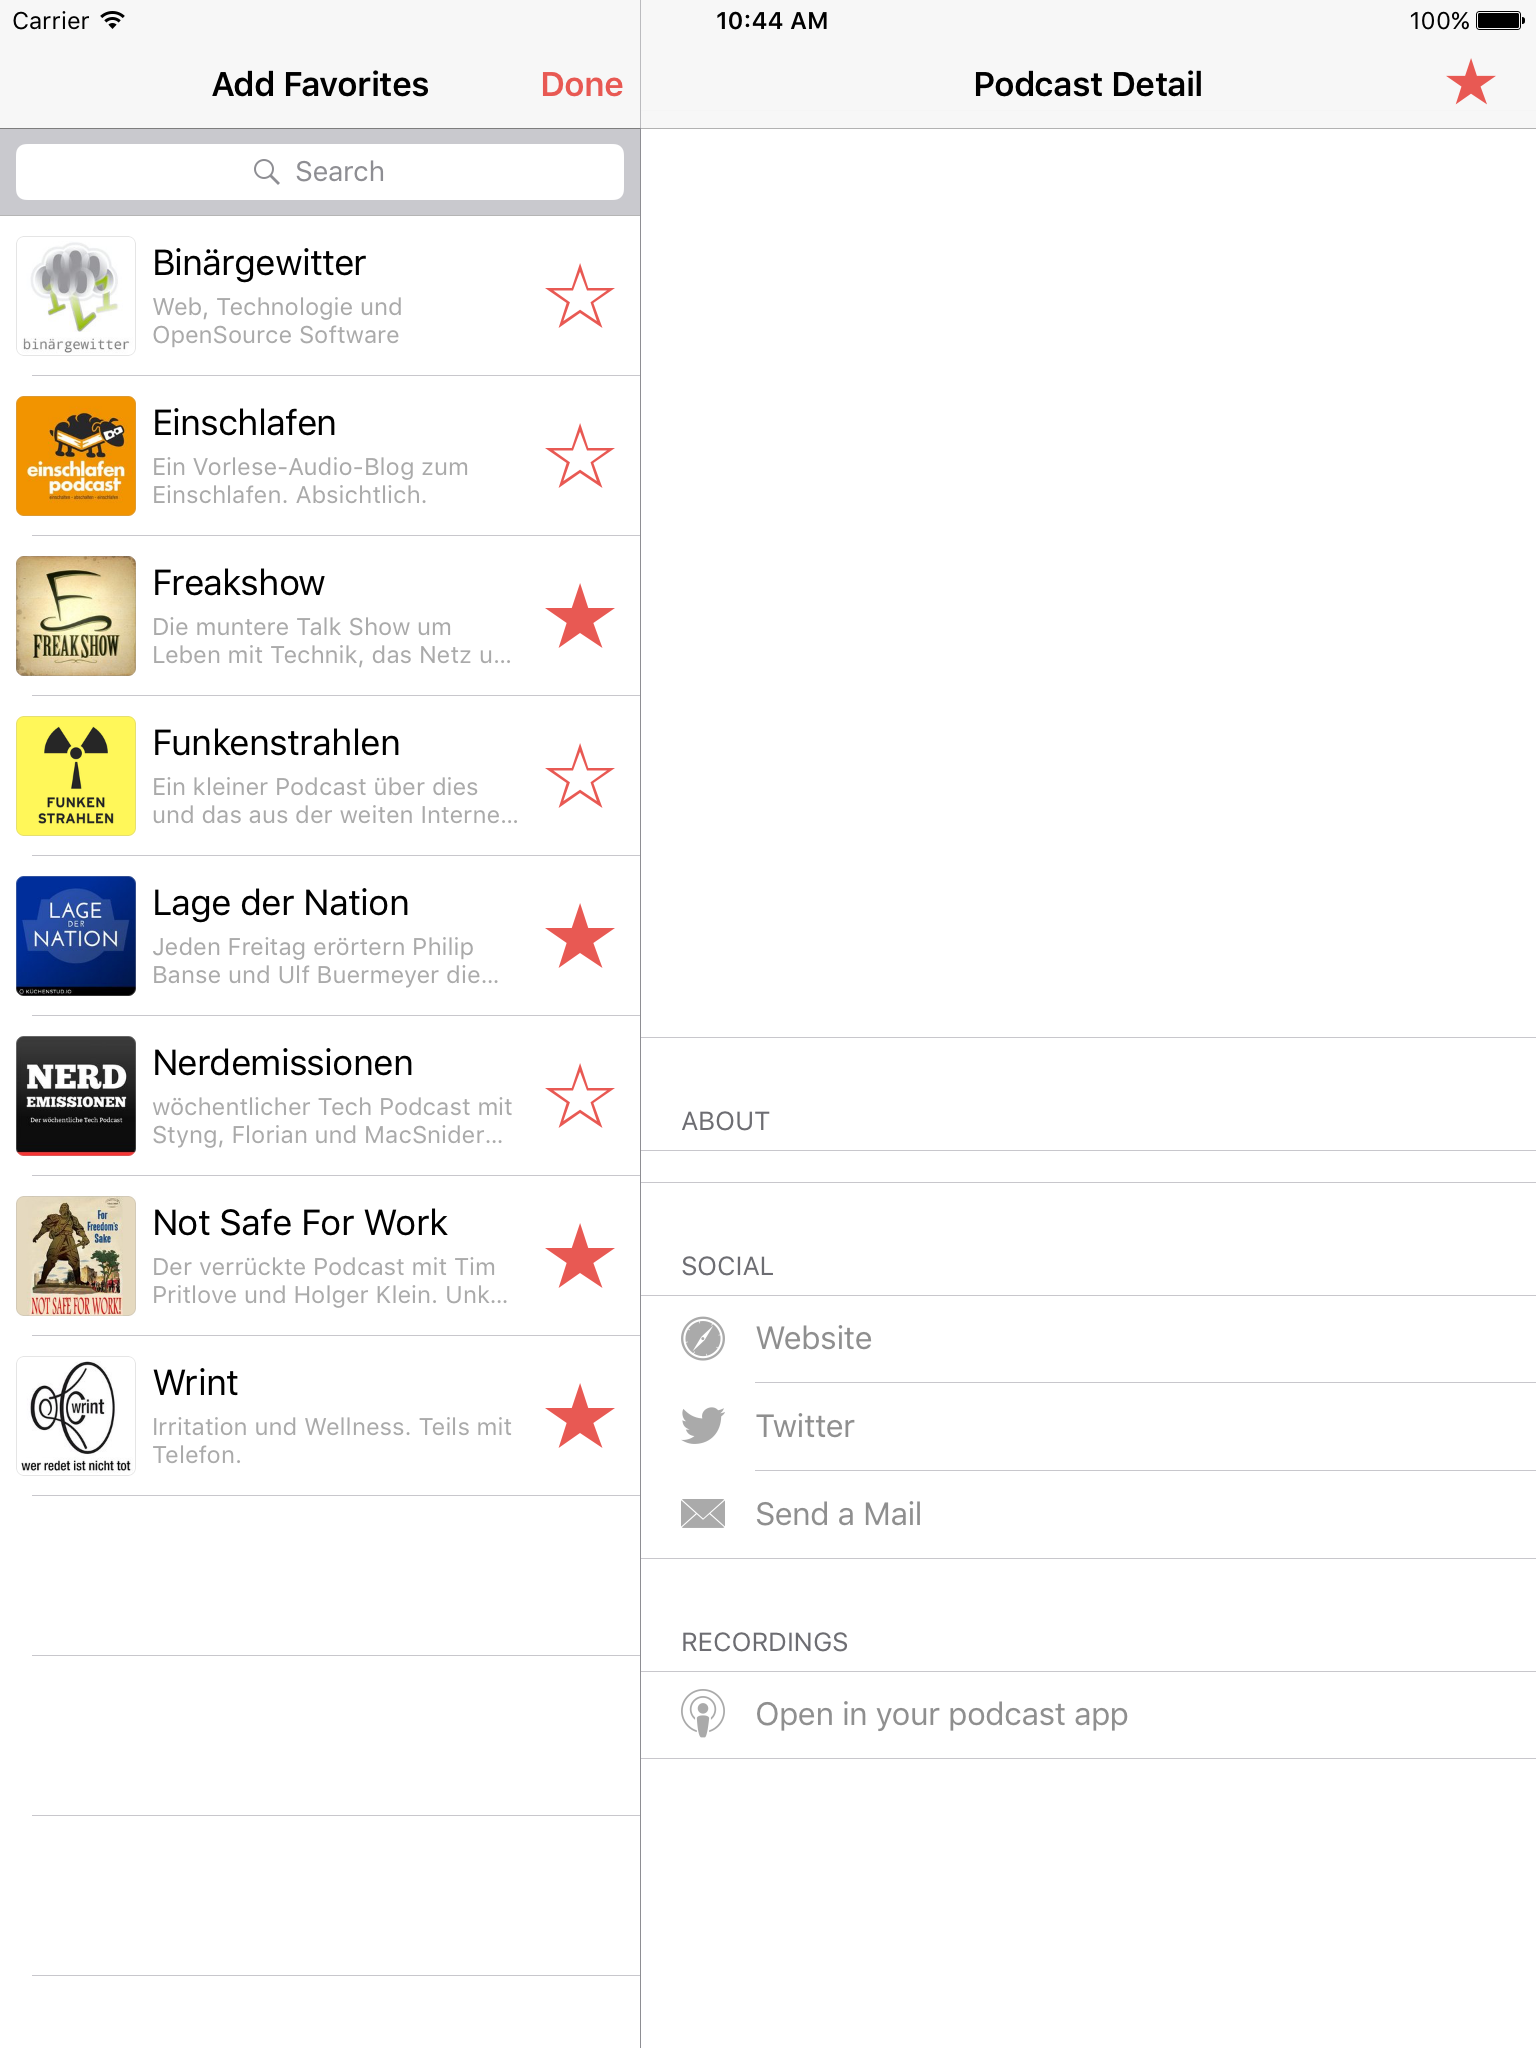 Carrier
10:44 AM
100%
Add Favorites
Done
Podcast Detail
Search
binärgewitter
Binärgewitter
Web, Technologie und
OpenSource Software
einschlafen
podcast
Einschlafen
Ein Vorlese-Audio-Blog zum
Einschlafen. Absichtlich.
FREAK SHOW
Freakshow
Die muntere Talk Show um
Leben mit Technik, das Netz u...
FUNKEN
STRAHLEN
Funkenstrahlen
Ein kleiner Podcast über dies
und das aus der weiten Interne...
LAGE
DER
NATION
KÜCHENSTUD.IO
Lage der Nation
Jeden Freitag erörtern Philip
Banse und Ulf Buermeyer die...
NERD
EMISSIONEN
Der wöchentliche Tech Podcast
Nerdemissionen
wöchentlicher Tech Podcast mit
Styng, Florian und MacSnider...
For
Freedom's
Sake
NOT SAFE FOR WORK!
Not Safe For Work
Der verrückte Podcast mit Tim
Pritlove und Holger Klein. Unk...
wrint
wer redet ist nicht tot
Wrint
Irritation und Wellness. Teils mit
Telefon.
ABOUT
SOCIAL
Website
Twitter
Send a Mail
RECORDINGS
Open in your podcast app